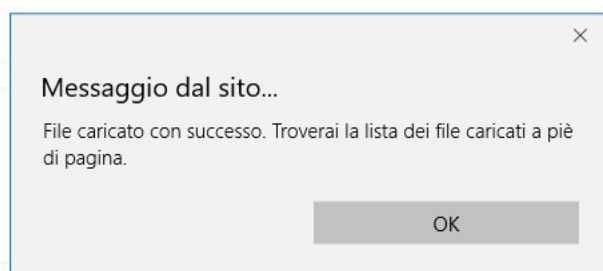 Messaggio dal sito...
File caricato con successo. Troverai la lista dei file caricati a piè
di pagina.
OK